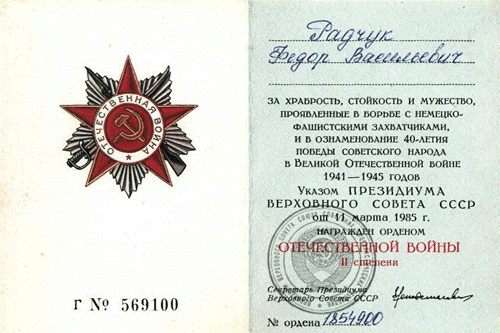 ОТЕЧЕСТВЕННАЯ ВОЙНА
Г № 569100
Радчук
Федор Васильевич
ЗА ХРАБРОСТЬ, СТОЙКОСТЬ И МУЖЕСТВО,
ПРОЯВЛЕННЫЕ В БОРЬБЕ С НЕМЕЦКО-
ФАШИСТСКИМИ ЗАХВАТЧИКАМИ,
И В ОЗНАМЕНОВАНИЕ 40-ЛЕТИЯ
ПОБЕДЫ СОВЕТСКОГО НАРОДА
В ВЕЛИКОЙ ОТЕЧЕСТВЕННОЙ ВОЙНЕ
1941—1945 ГОДОВ
УКАЗОМ ПРЕЗИДИУМА
ВЕРХОВНОГО СОВЕТА СССР
от 11 марта 1985 г.
НАГРАЖДЕН ОРДЕНОМ
ОТЕЧЕСТВЕННОЙ ВОЙНЫ
II степени
Секретарь Президиума
Верховного Совета СССР
№ ордена 1854900